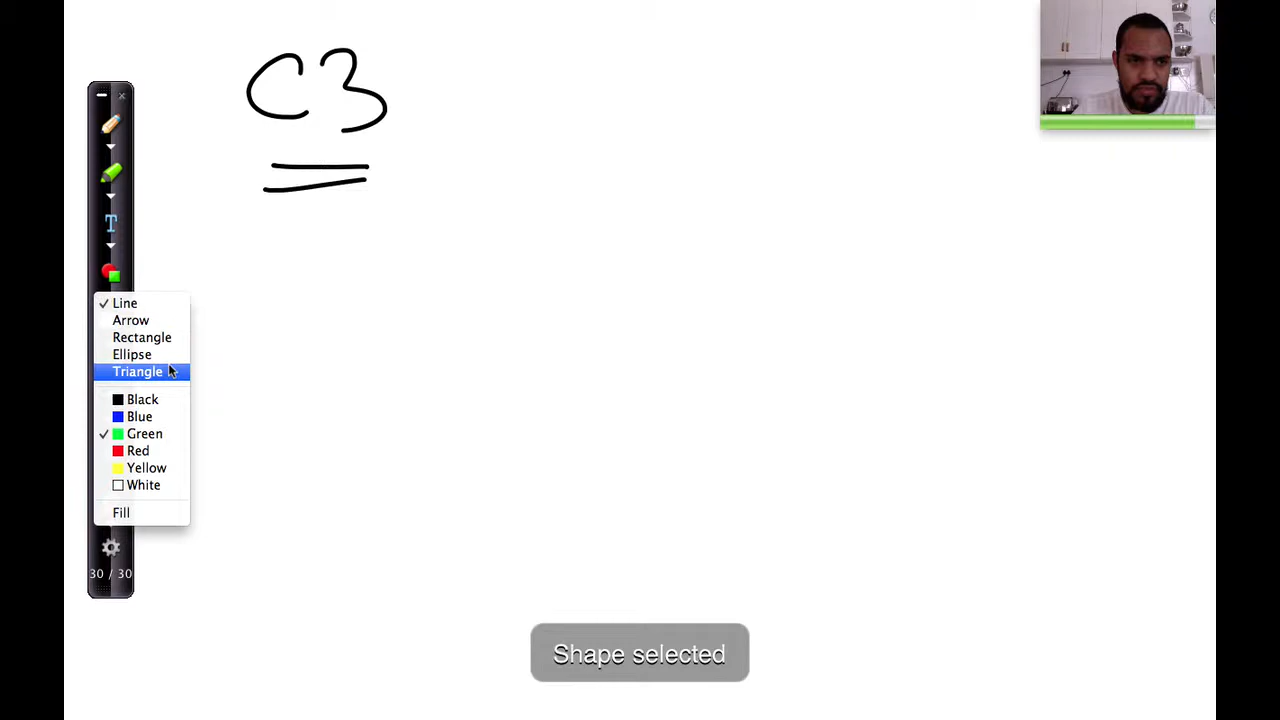 C3
T
Line
Arrow
Rectangle
Ellipse
Triangle
Black
Blue
Green
Red
Yellow
White
Fill
30 / 30
Shape selected